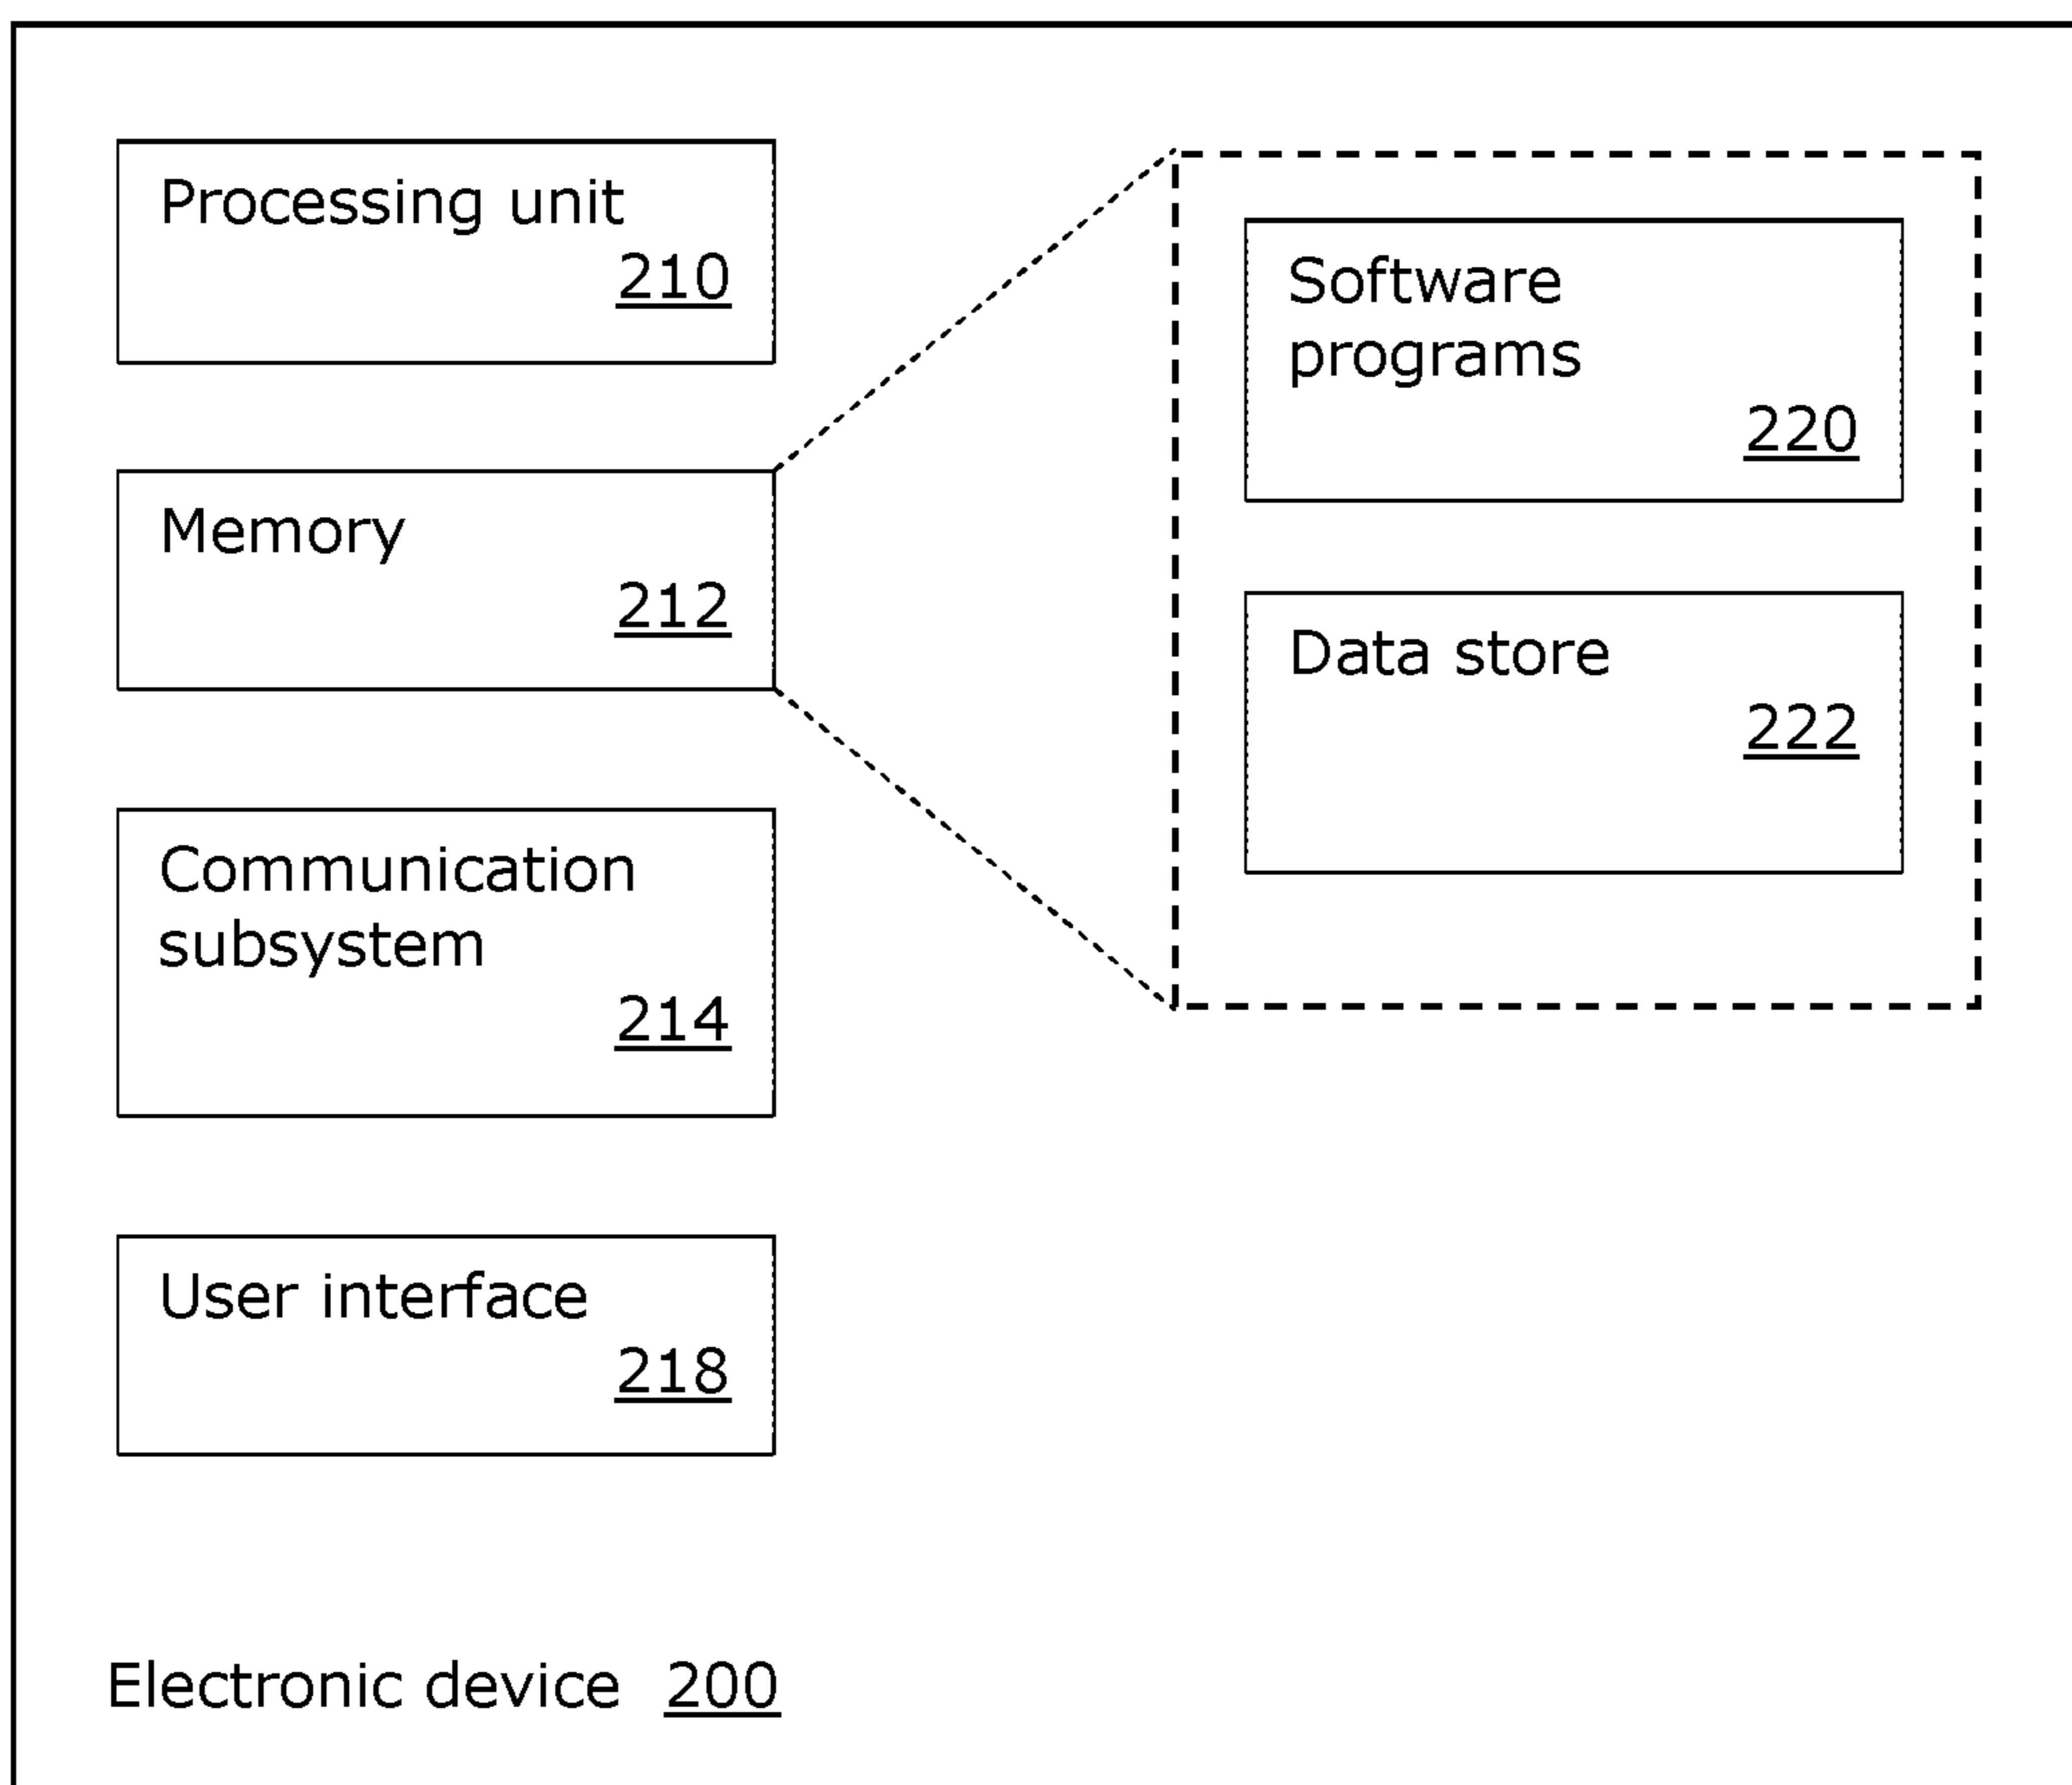 Processing unit
210
Memory
212
Communication
subsystem
214
User interface
218
Software
programs
220
Data store
222
Electronic device 200